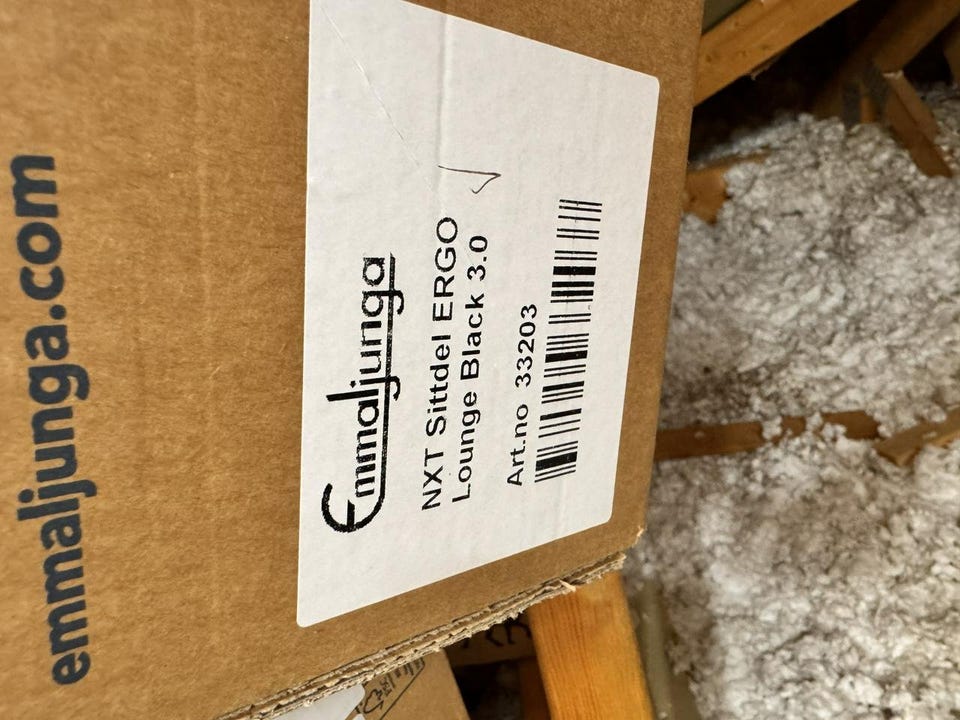 emmaljunga.com
Emmaljunga
NXT Sittdel ERGO
Lounge Black 3.0
Art.no 33203